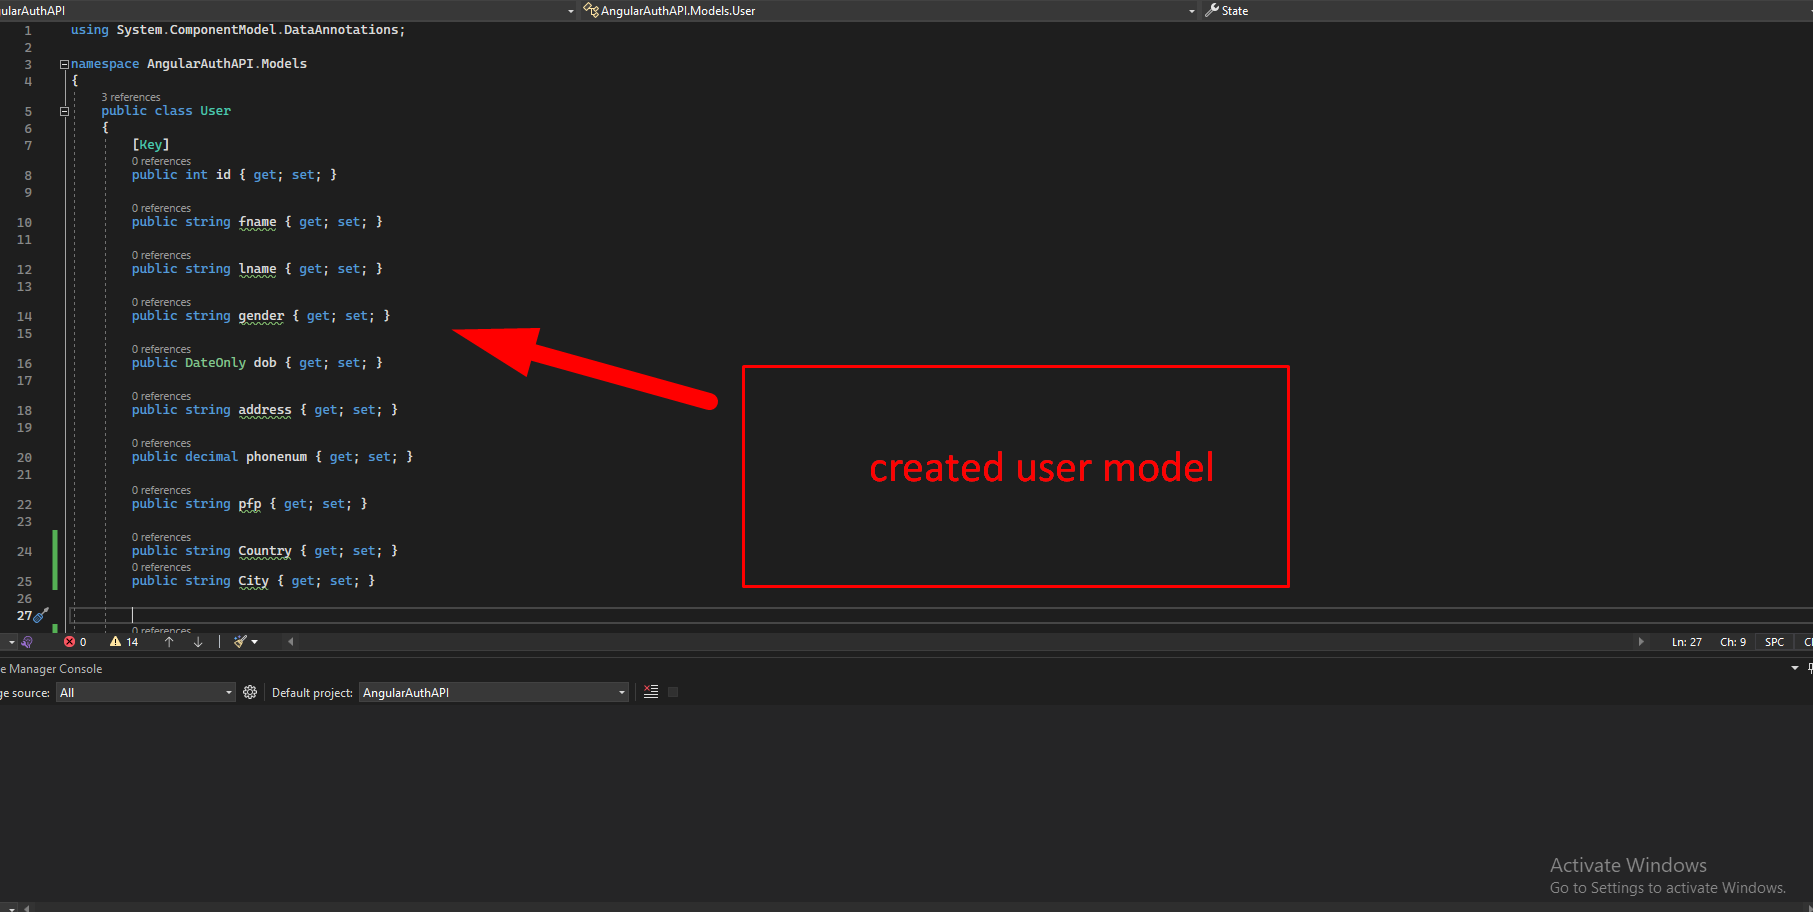 ularAuthAPI AngularAuthAPI.Models.User State
1 using System.ComponentModel.DataAnnotations;
2
3 namespace AngularAuthAPI.Models
4 {
3 references
5 public class User
6 {
7 [Key]
0 references
8 public int id { get; set; }
9
0 references
10 public string fname { get; set; }
11
0 references
12 public string lname { get; set; }
13
0 references
14 public string gender { get; set; }
15
0 references
16 public DateOnly dob { get; set; }
17
0 references
18 public string address { get; set; }
19
0 references
20 public decimal phonenum { get; set; }
21
0 references
22 public string pfp { get; set; }
23
0 references
24 public string Country { get; set; }
0 references
25 public string City { get; set; }
26
27
0 references
created user model
0 14 Ln: 27 Ch: 9 SPC
e Manager Console
ge source: All Default project: AngularAuthAPI
Activate Windows
Go to Settings to activate Windows.